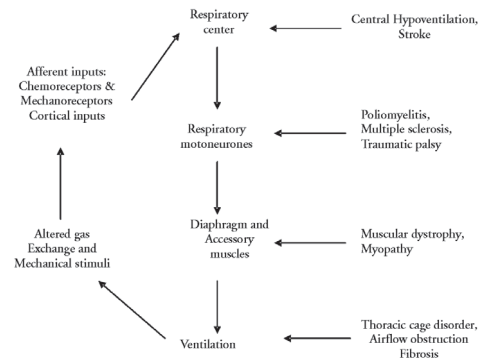 Respiratory
center
Central Hypoventilation,
Stroke
Afferent inputs:
Chemoreceptors &
Mechanoreceptors
Cortical inputs
Respiratory
motoneurones
Poliomyelitis,
Multiple sclerosis,
Traumatic palsy
Diaphragm and
Accessory
muscles
Muscular dystrophy,
Myopathy
Altered gas
Exchange and
Mechanical stimuli
Ventilation
Thoracic cage disorder,
Airflow obstruction
Fibrosis